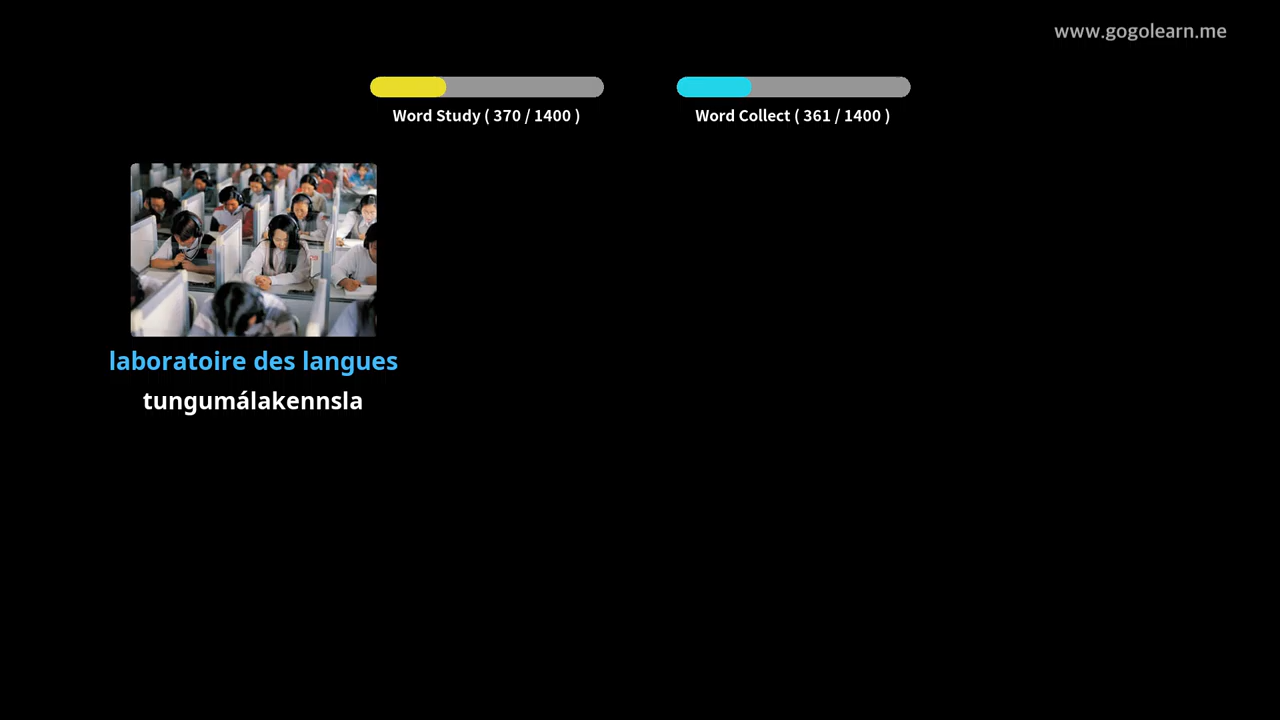 www.gogolearn.me
Word Study ( 370 / 1400 )
Word Collect ( 361 / 1400 )
laboratoire des langues
tungumálakennsla